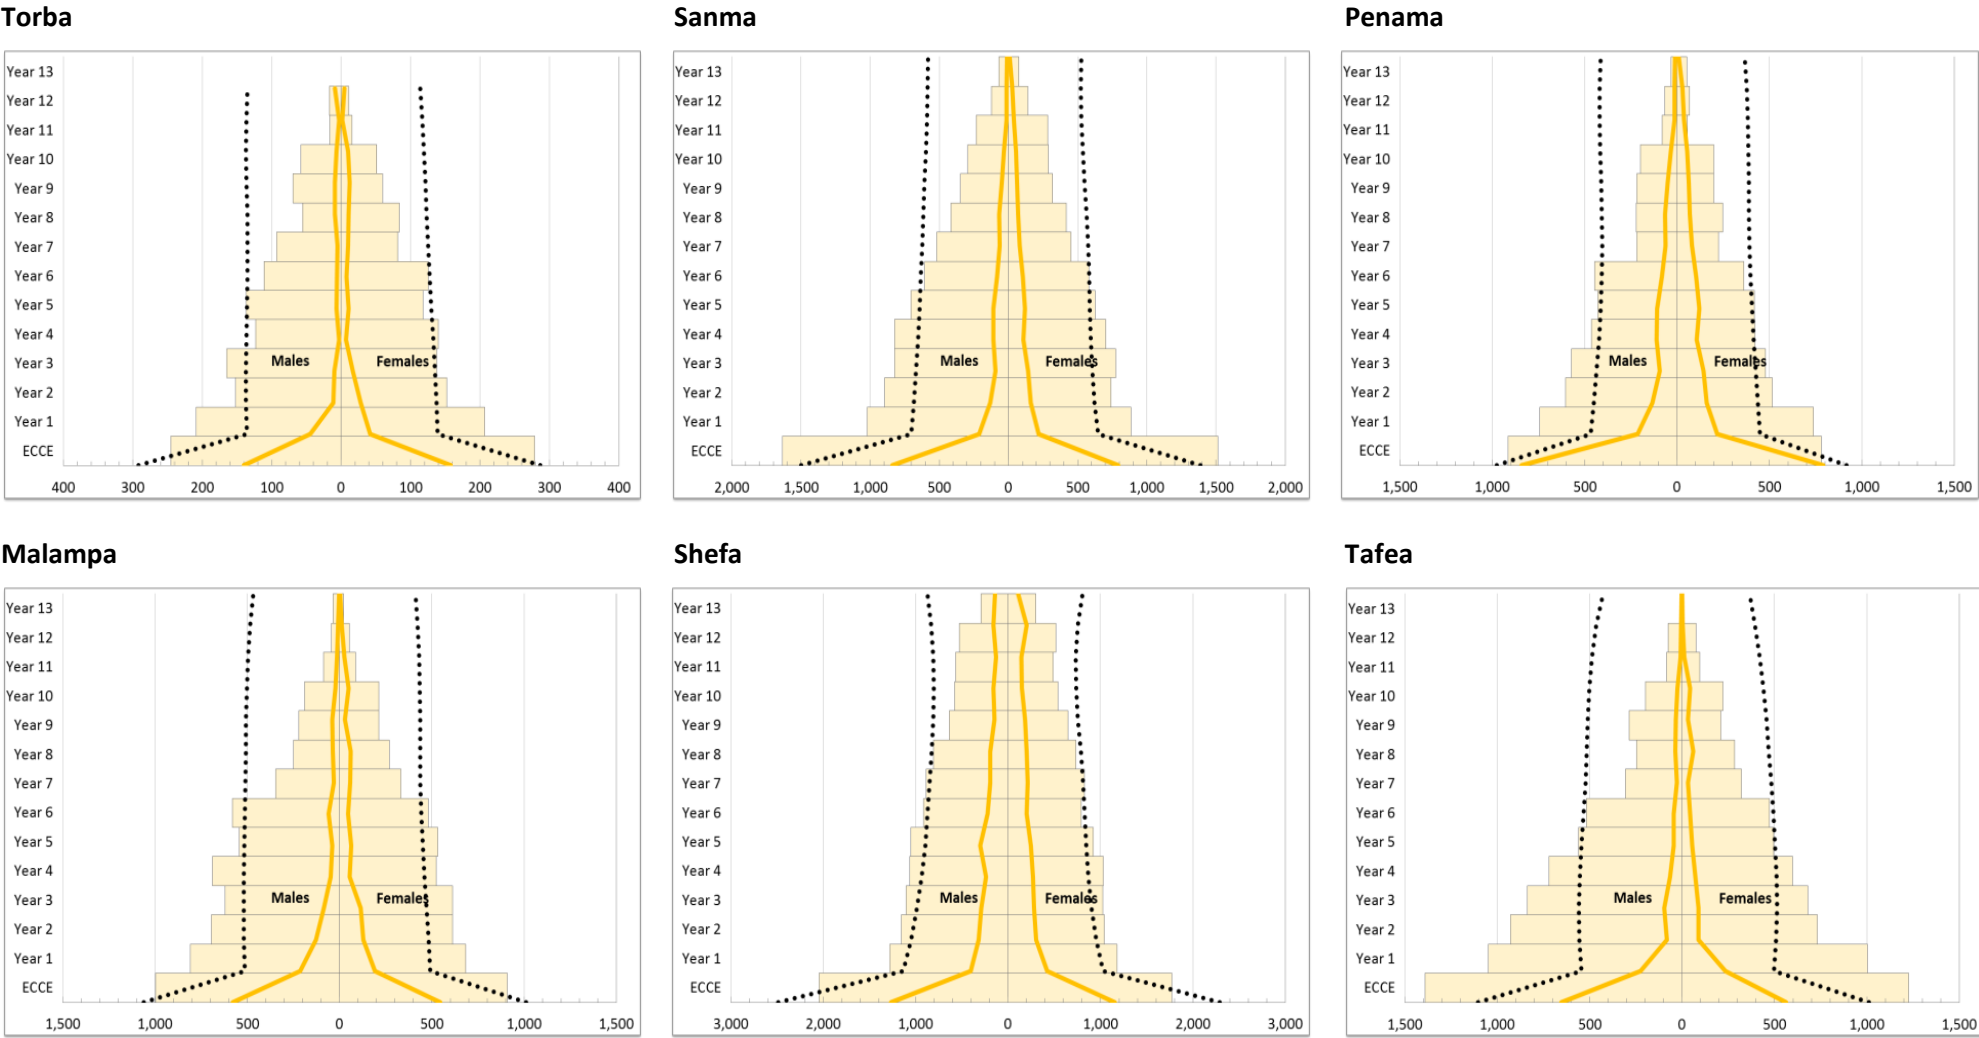 Torba
Year 13
Year 12
Year 11
Year 10
Year 9
Year 8
Year 7
Year 6
Year 5
Year 4
Year 3 Males Females
Year 2
Year 1
ECCE
400 300 200 100 0 100 200 300 400
Sanma
Year 13
Year 12
Year 11
Year 10
Year 9
Year 8
Year 7
Year 6
Year 5
Year 4
Year 3 Males Females
Year 2
Year 1
ECCE
2,000 1,500 1,000 500 0 500 1,000 1,500 2,000
Penama
Year 13
Year 12
Year 11
Year 10
Year 9
Year 8
Year 7
Year 6
Year 5
Year 4
Year 3 Males Females
Year 2
Year 1
ECCE
1,500 1,000 500 0 500 1,000 1,500
Malampa
Year 13
Year 12
Year 11
Year 10
Year 9
Year 8
Year 7
Year 6
Year 5
Year 4
Year 3 Males Females
Year 2
Year 1
ECCE
1,500 1,000 500 0 500 1,000 1,500
Shefa
Year 13
Year 12
Year 11
Year 10
Year 9
Year 8
Year 7
Year 6
Year 5
Year 4
Year 3 Males Females
Year 2
Year 1
ECCE
3,000 2,000 1,000 0 1,000 2,000 3,000
Tafea
Year 13
Year 12
Year 11
Year 10
Year 9
Year 8
Year 7
Year 6
Year 5
Year 4
Year 3 Males Females
Year 2
Year 1
ECCE
1,500 1,000 500 0 500 1,000 1,500